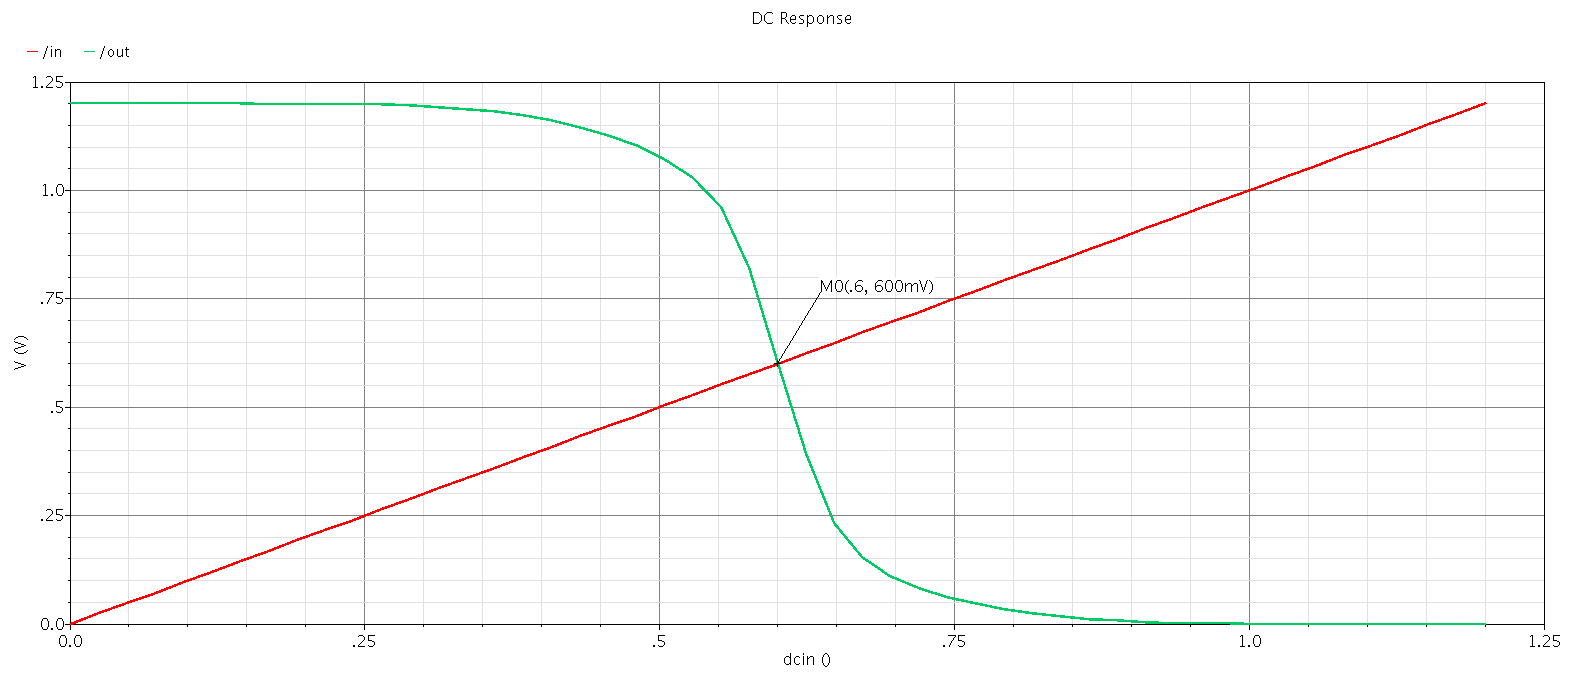 DC Response
/in /out
1.25
1.0
.75
.5
.25
0.0
V (V)
M0(.6, 600mV)
0.0 .25 .5 .75 1.0 1.25
dcin ()